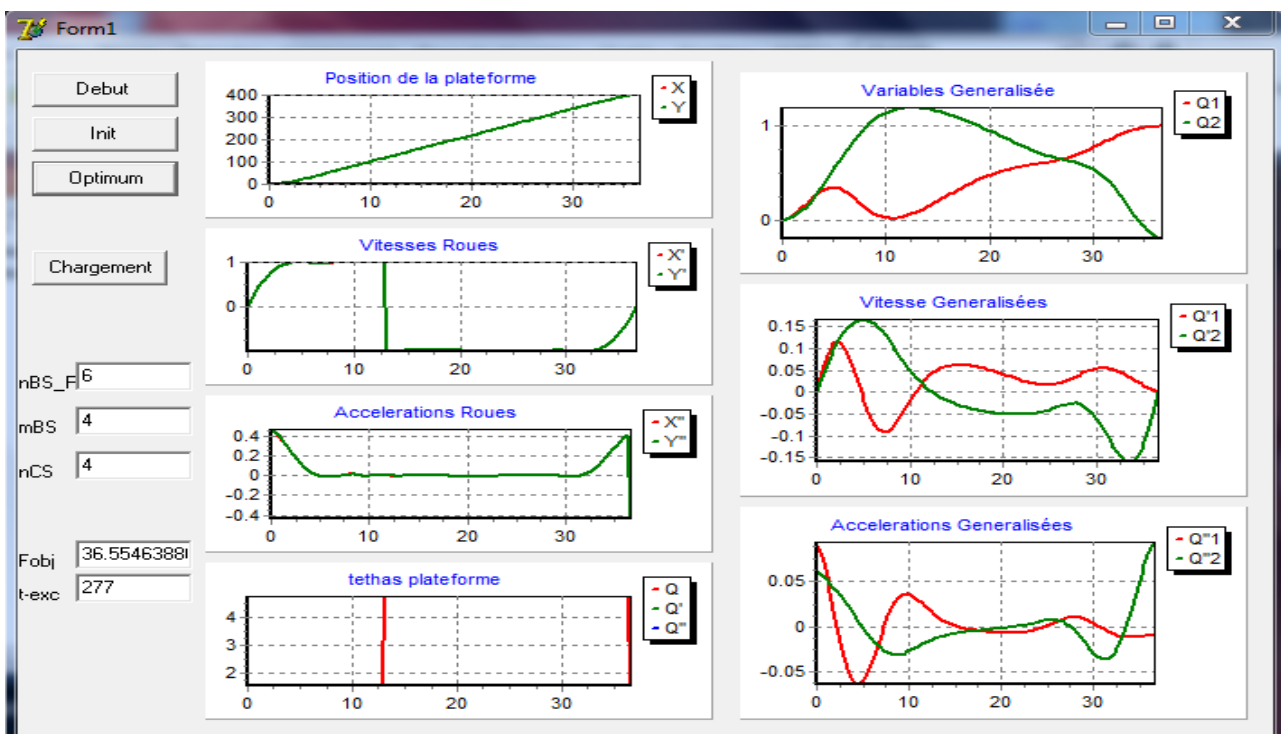 Form1
Debut
Init
Optimum
Chargement
nBS_F 6
mBS 4
nCS 4
Fobj 36.5546388
t-exc 277
Position de la plateforme
400
300
200
100
0
0 10 20 30
X
Y
Vitesses Roues
1
0
0 10 20 30
X'
Y'
Accelerations Roues
0.4
0.2
0
-0.2
-0.4
0 10 20 30
X''
Y''
tethas plateforme
4
3
2
0 10 20 30
Q
Q'
Q''
Variables Generalisée
1
0
0 10 20 30
Q1
Q2
Vitesse Generalisées
0.15
0.1
0.05
0
-0.05
-0.1
-0.15
0 10 20 30
Q'1
Q'2
Accelerations Generalisées
0.05
0
-0.05
0 10 20 30
Q''1
Q''2